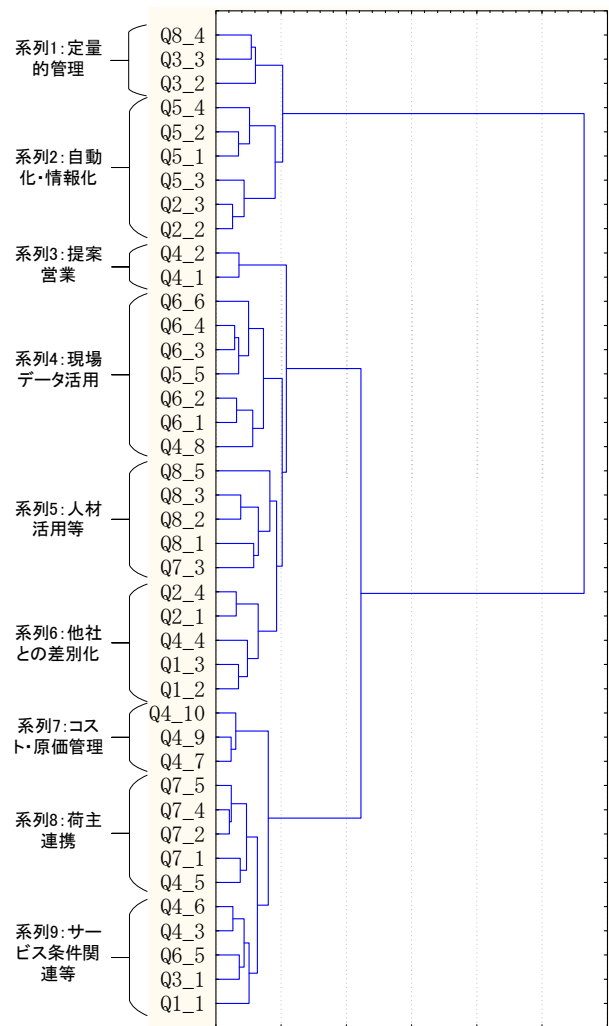 系列1：定量
的管理
Q8_4
Q3_3
Q3_2
系列2：自動
化・情報化
Q5_4
Q5_2
Q5_1
Q5_3
Q2_3
Q2_2
系列3：提案
営業
Q4_2
Q4_1
系列4：現場
データ活用
Q6_6
Q6_4
Q6_3
Q5_5
Q6_2
Q6_1
Q4_8
系列5：人材
活用等
Q8_5
Q8_3
Q8_2
Q8_1
Q7_3
系列6：他社
との差別化
Q2_4
Q2_1
Q4_4
Q1_3
Q1_2
系列7：コス
ト・原価管理
Q4_10
Q4_9
Q4_7
系列8：荷主
連携
Q7_5
Q7_4
Q7_2
Q7_1
Q4_5
系列9：サー
ビス条件関
連等
Q4_6
Q4_3
Q6_5
Q3_1
Q1_1